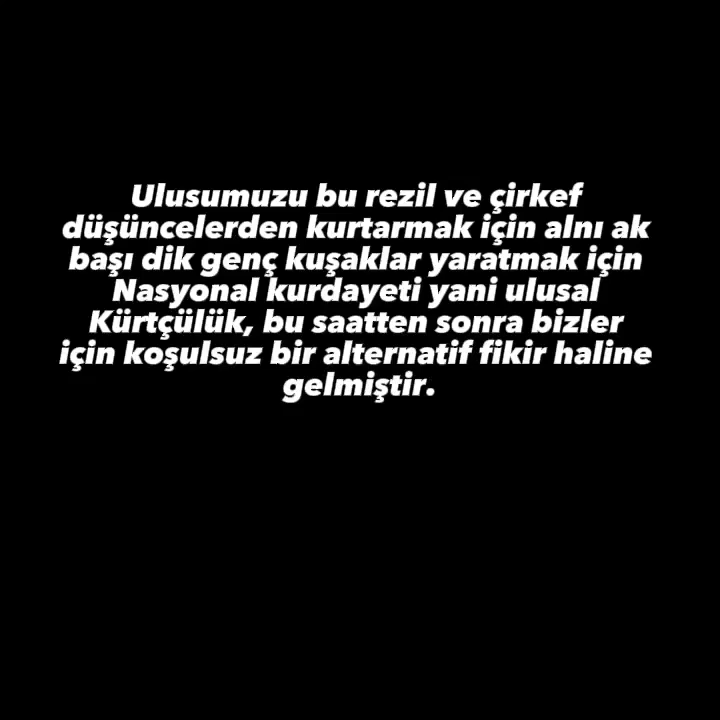 Ulusumuzu bu rezil ve çirkef
düşüncelerden kurtarmak için alnı ak
başı dik genç kuşaklar yaratmak için
Nasyonal kurdayeti yani ulusal
Kürtçülük, bu saatten sonra bizler
için koşulsuz bir alternatif fikir haline
gelmiştir.